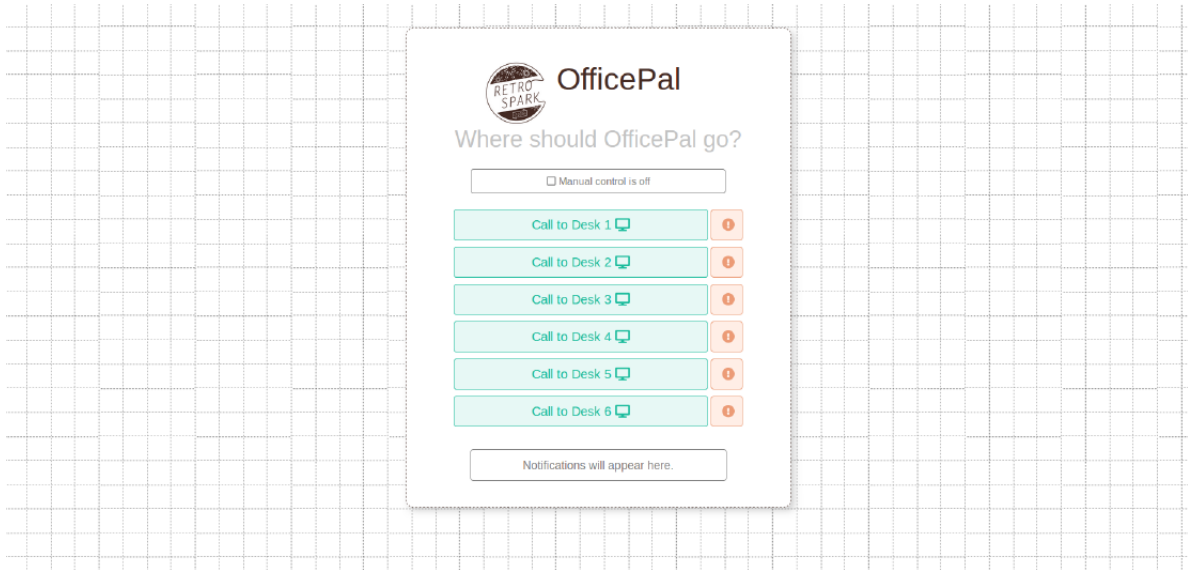 RETRO
SPARK
OfficePal
Where should OfficePal go?
Manual control is off
Call to Desk 1
!
Call to Desk 2
!
Call to Desk 3
!
Call to Desk 4
!
Call to Desk 5
!
Call to Desk 6
!
Notifications will appear here.